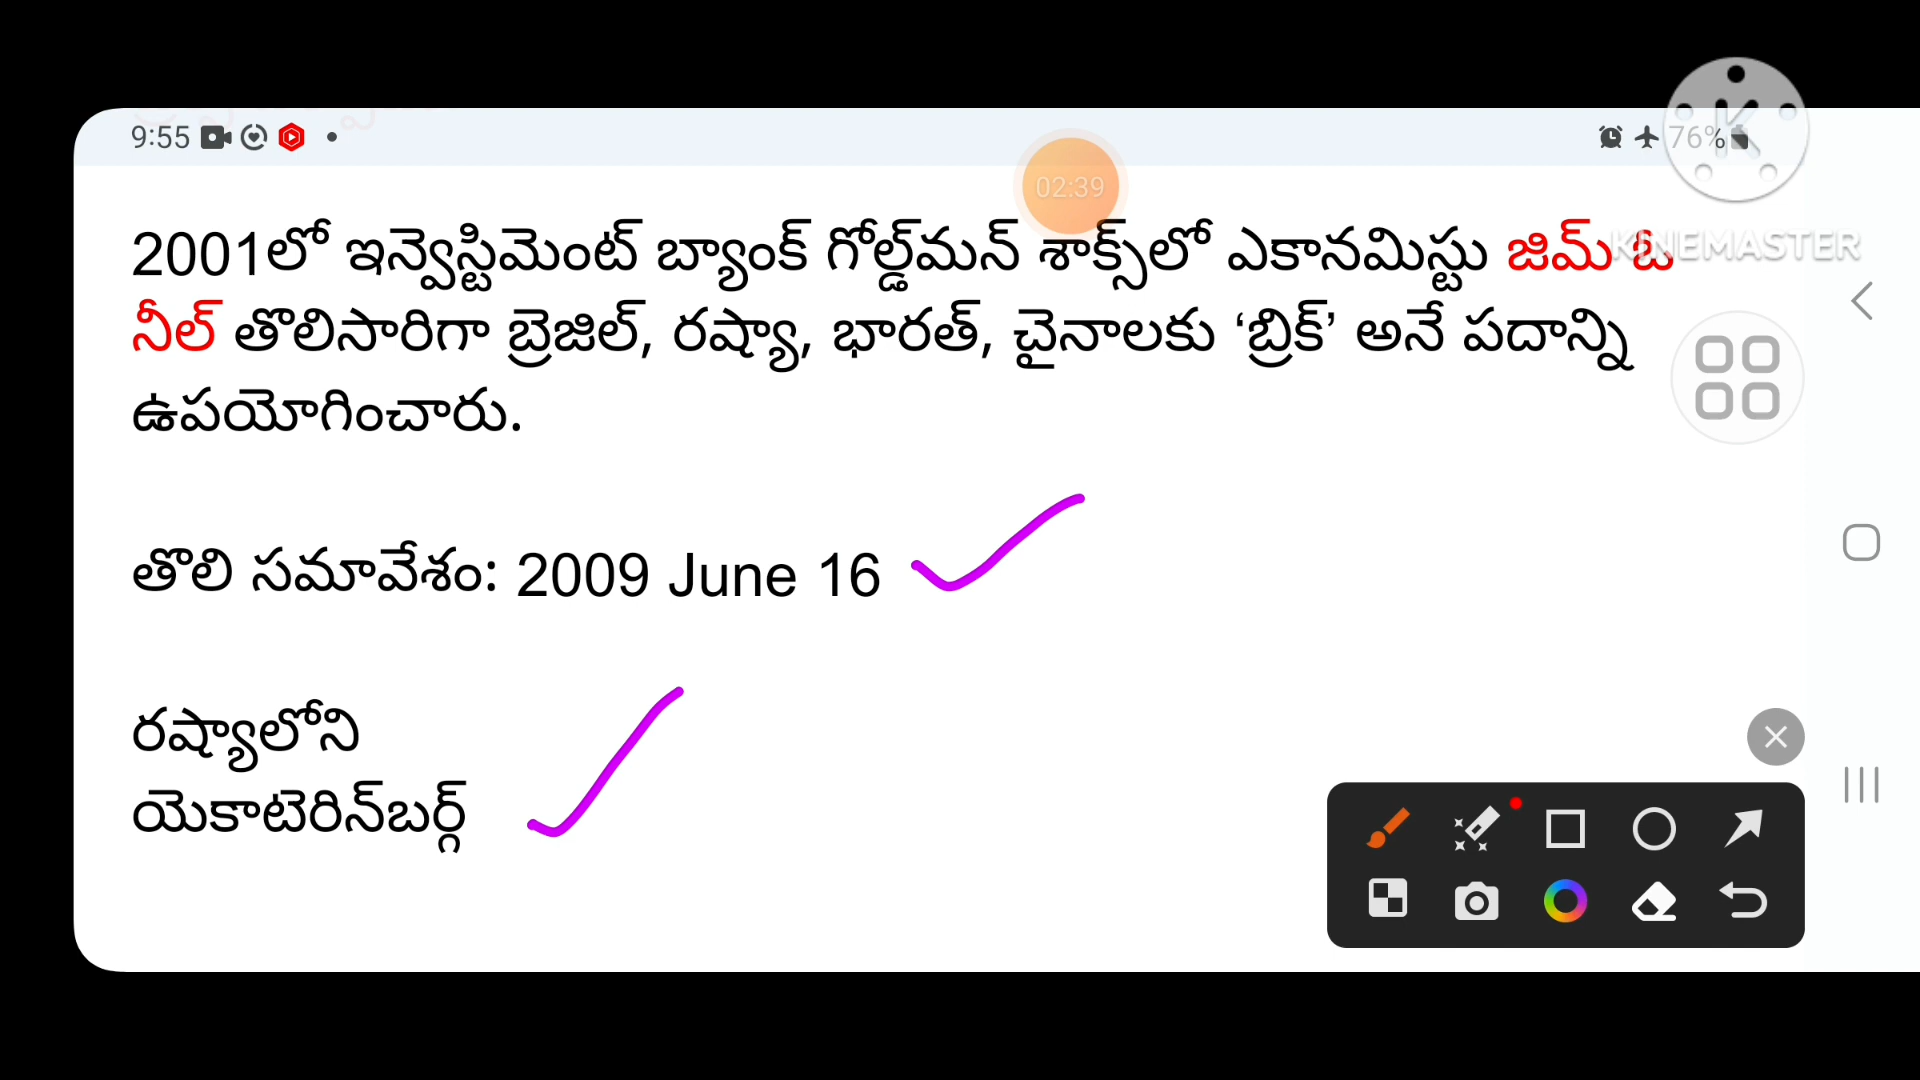 9:55
76%
02:39
KINEMASTER
2001లో ఇన్వెస్టిమెంట్ బ్యాంక్ గోల్డ్‌మన్ శాక్స్‌లో ఎకానమిస్టు జిమ్ ఓ
నీల్ తొలిసారిగా బ్రెజిల్, రష్యా, భారత్, చైనాలకు ‘బ్రిక్’ అనే పదాన్ని
ఉపయోగించారు.
తొలి సమావేశం: 2009 June 16
రష్యాలోని
యెకాటెరిన్‌బర్గ్